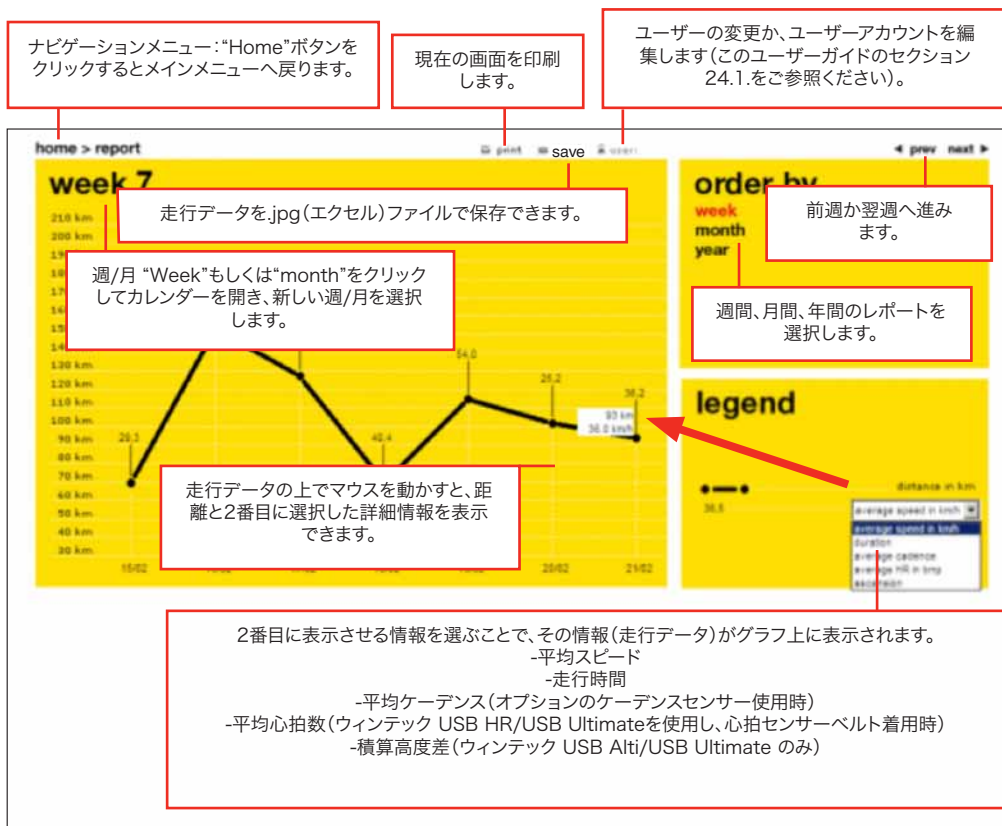 ナビゲーションメニュー：“Home”ボタンを
クリックするとメインメニューへ戻ります。
現在の画面を印刷
します。
ユーザーの変更か、ユーザーアカウントを編
集します（このユーザーガイドのセクション
24.1.をご参照ください）。
home > report
print
save
user:
◄ prev next ►
week 7
走行データを.jpg（エクセル）ファイルで保存できます。
order by
week
month
year
前週か翌週へ進み
ます。
週間、月間、年間のレポートを
選択します。
210 km
200 km
週/月 “Week”もしくは“month”をクリック
してカレンダーを開き、新しい週/月を選択
します。
130 km
120 km
110 km
100 km
90 km
80 km
70 km
60 km
50 km
40 km
30 km
54,0
26,2
36,2
93 km
36.0 km/h
走行データの上でマウスを動かすと、距
離と2番目に選択した詳細情報を表示
できます。
15/02
20/02
21/02
legend
distance in km
average speed in km/h
average speed in km/h
duration
average cadence
average HR in bmp
ascension
2番目に表示させる情報を選ぶことで、その情報（走行データ）がグラフ上に表示されます。
-平均スピード
-走行時間
-平均ケーデンス（オプションのケーデンスセンサー使用時）
-平均心拍数（ウィンテック USB HR/USB Ultimateを使用し、心拍センサーベルト着用時）
-積算高度差（ウィンテック USB Alti/USB Ultimate のみ）